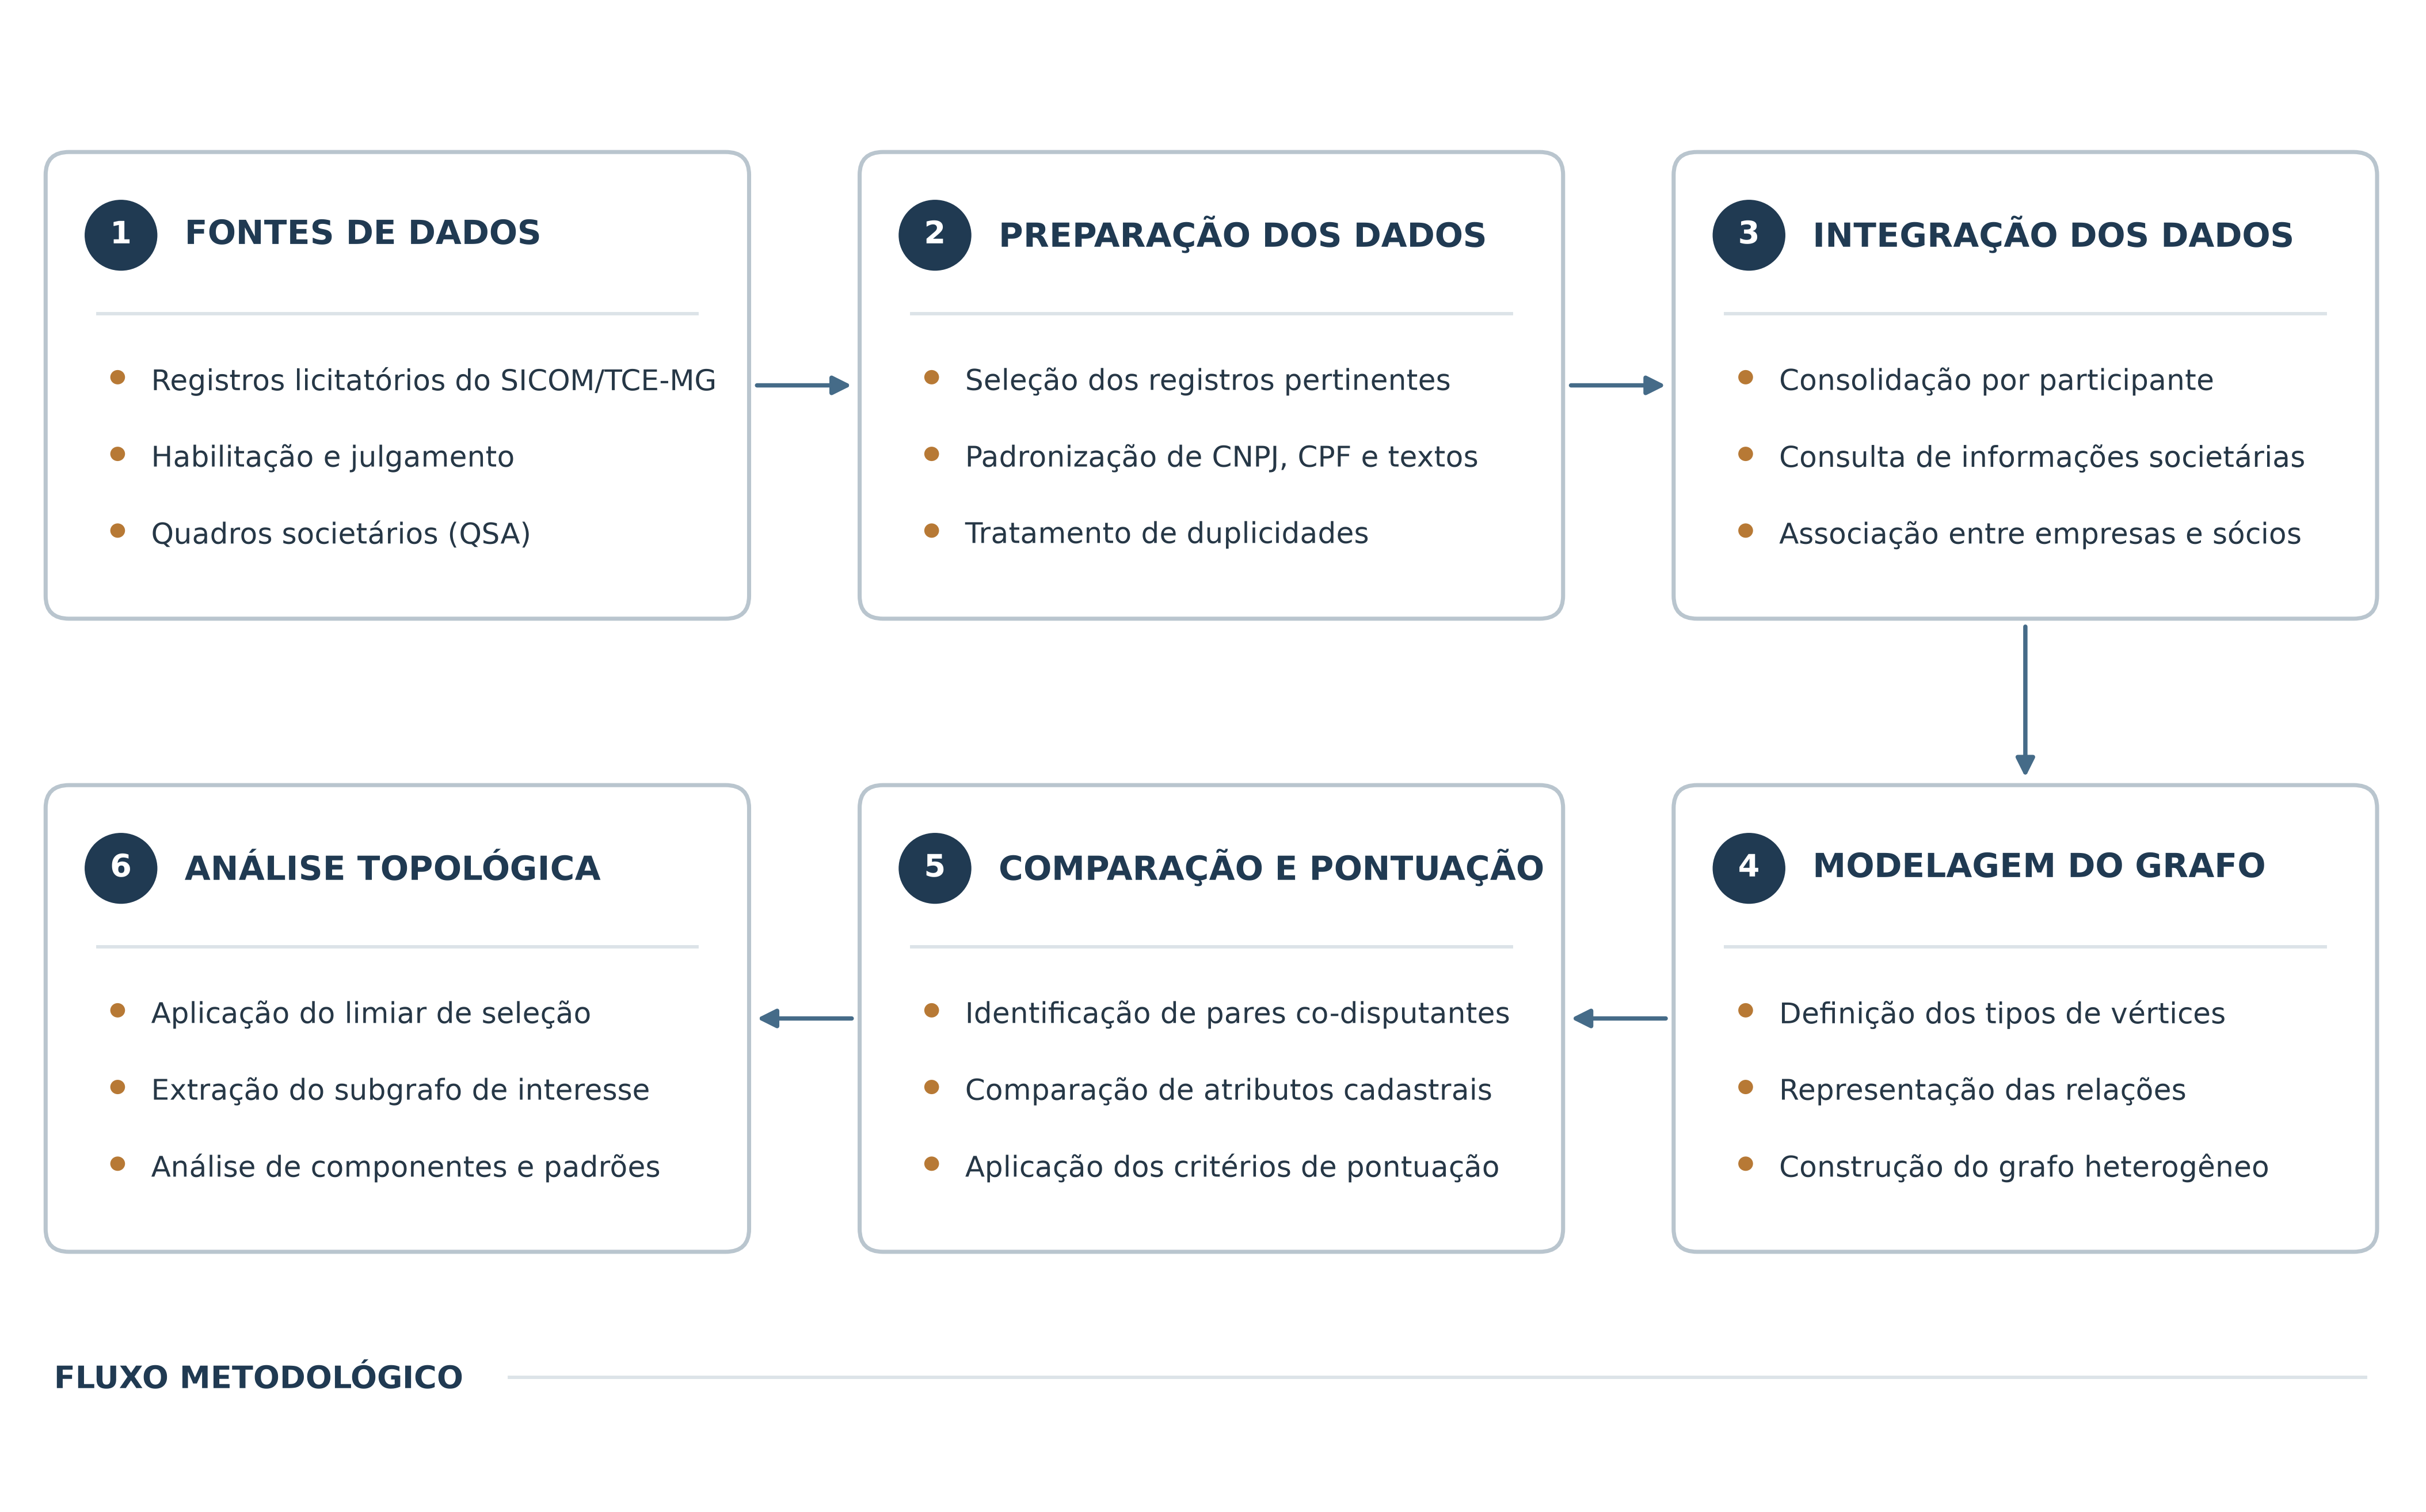 1 FONTES DE DADOS
Registros licitatórios do SICOM/TCE-MG
Habilitação e julgamento
Quadros societários (QSA)
2 PREPARAÇÃO DOS DADOS
Seleção dos registros pertinentes
Padronização de CNPJ, CPF e textos
Tratamento de duplicidades
3 INTEGRAÇÃO DOS DADOS
Consolidação por participante
Consulta de informações societárias
Associação entre empresas e sócios
4 MODELAGEM DO GRAFO
Definição dos tipos de vértices
Representação das relações
Construção do grafo heterogêneo
5 COMPARAÇÃO E PONTUAÇÃO
Identificação de pares co-disputantes
Comparação de atributos cadastrais
Aplicação dos critérios de pontuação
6 ANÁLISE TOPOLÓGICA
Aplicação do limiar de seleção
Extração do subgrafo de interesse
Análise de componentes e padrões
FLUXO METODOLÓGICO